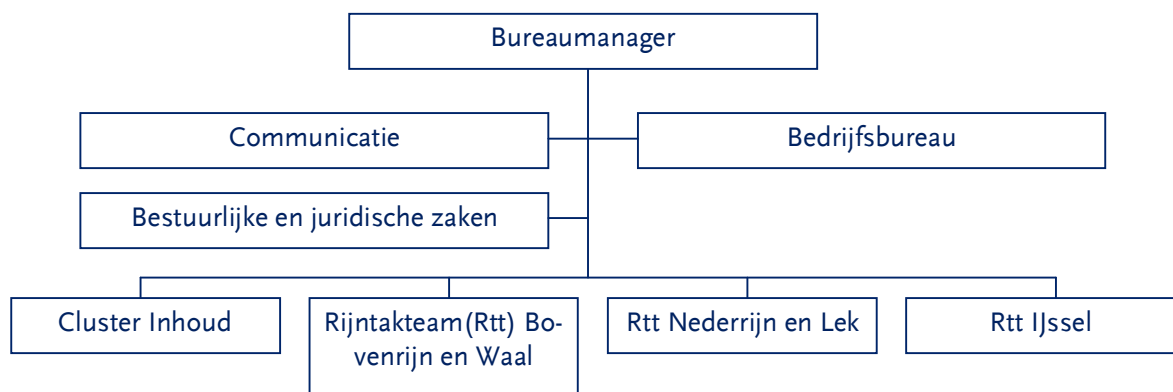 Bureaumanager
Communicatie
Bedrijfsbureau
Bestuurlijke en juridische zaken
Cluster Inhoud
Rijntakteam(Rtt) Bo-
venrijn en Waal
Rtt Nederrijn en Lek
Rtt IJssel